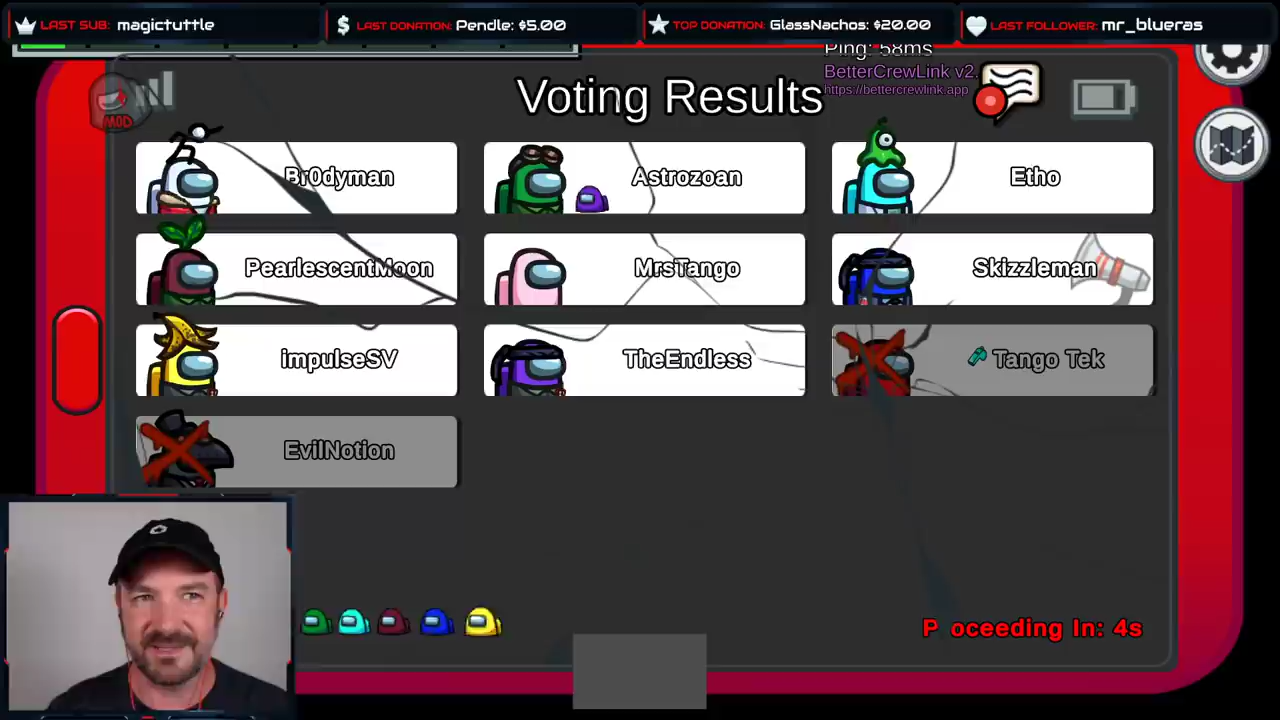 LAST SUB: magictuttle
LAST DONATION: Pendle: $5.00
TOP DONATION: GlassNachos: $20.00
LAST FOLLOWER: mr_blueras
Ping: 58ms
BetterCrewLink v2.
https://bettercrewlink.app
MOD
Voting Results
Br0dyman
Astrozoan
Etho
PearlescentMoon
MrsTango
Skizzleman
impulseSV
TheEndless
Tango Tek
EvilNotion
P oceeding In: 4s